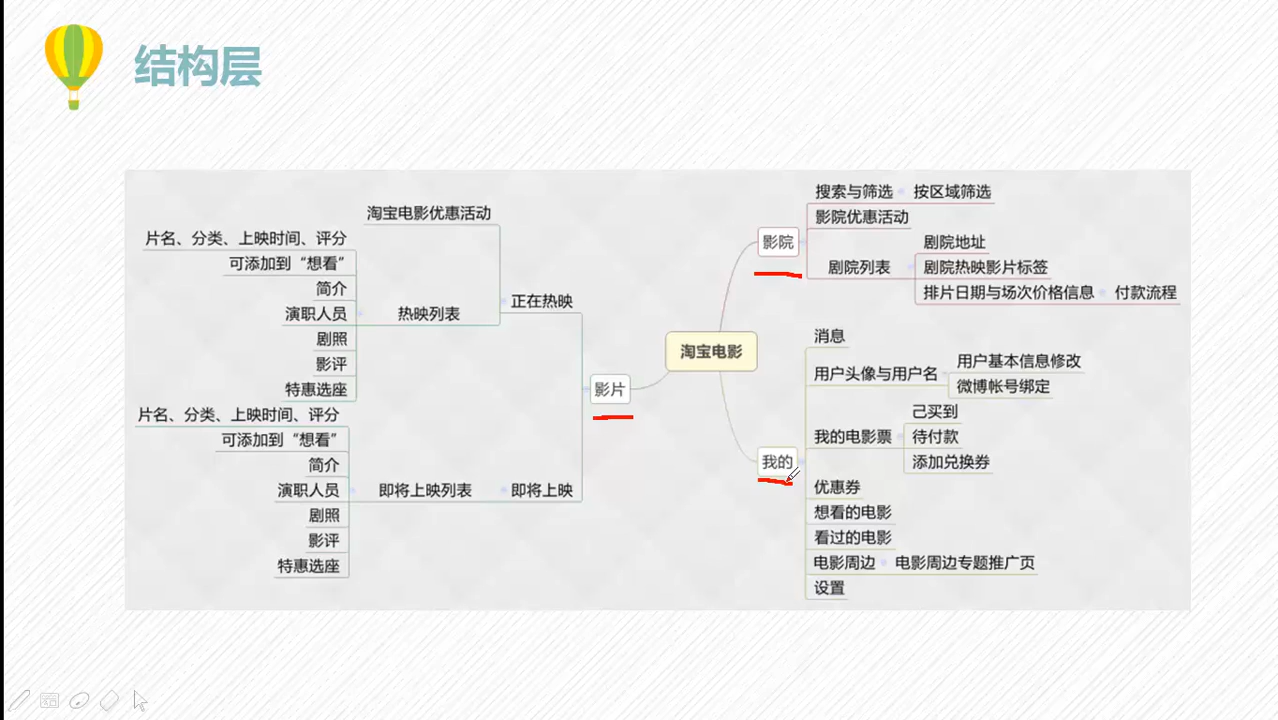 结构层
淘宝电影
影片
正在热映
淘宝电影优惠活动
热映列表
片名、分类、上映时间、评分
可添加到“想看”
简介
演职人员
剧照
影评
特惠选座
即将上映
即将上映列表
片名、分类、上映时间、评分
可添加到“想看”
简介
演职人员
剧照
影评
特惠选座
影院
搜索与筛选
按区域筛选
影院优惠活动
剧院列表
剧院地址
剧院热映影片标签
排片日期与场次价格信息
付款流程
我的
消息
用户头像与用户名
用户基本信息修改
微博帐号绑定
我的电影票
己买到
待付款
添加兑换券
优惠券
想看的电影
看过的电影
电影周边
电影周边专题推广页
设置